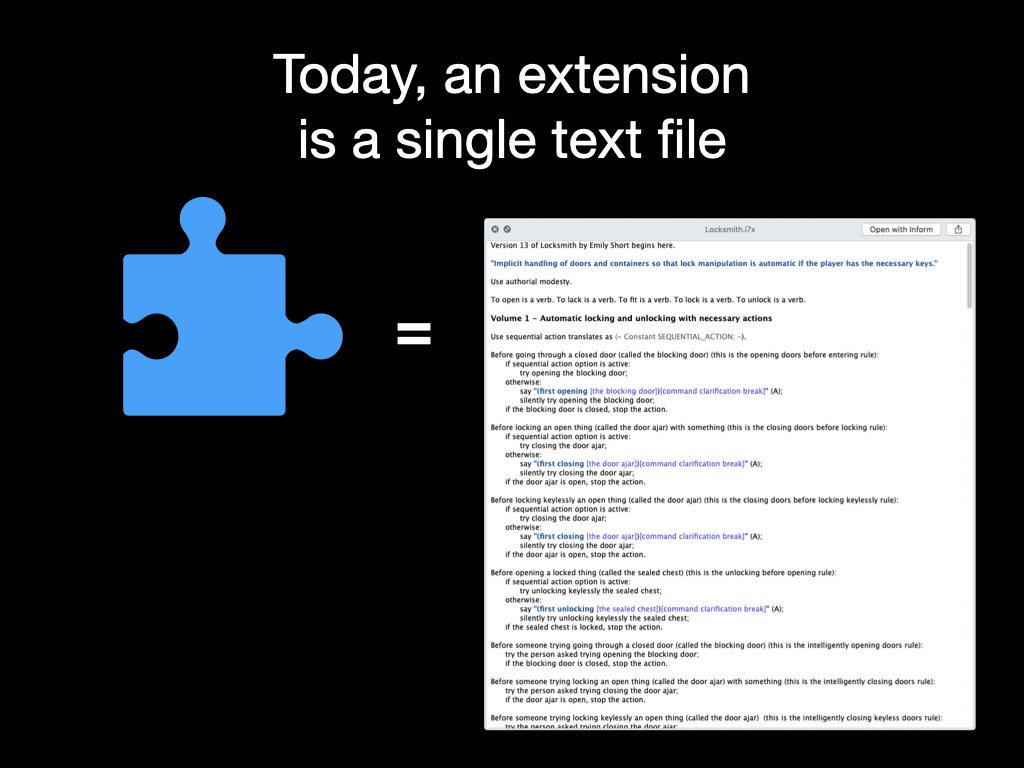 Today, an extension
is a single text file
=
Locksmith.i7x
Open with Inform
Version 13 of Locksmith by Emily Short begins here.
"Implicit handling of doors and containers so that lock manipulation is automatic if the player has the necessary keys."
Use authorial modesty.
To open is a verb. To lack is a verb. To fit is a verb. To lock is a verb. To unlock is a verb.
Volume 1 - Automatic locking and unlocking with necessary actions
Use sequential action translates as (- Constant SEQUENTIAL_ACTION; -).
Before going through a closed door (called the blocking door) (this is the opening doors before entering rule):
if sequential action option is active:
try opening the blocking door;
otherwise:
say "(first opening [the blocking door])[command clarification break]" (A);
silently try opening the blocking door;
if the blocking door is closed, stop the action.
Before locking an open thing (called the door ajar) with something (this is the closing doors before locking rule):
if sequential action option is active:
try closing the door ajar;
otherwise:
say "(first closing [the door ajar])[command clarification break]" (A);
silently try closing the door ajar;
if the door ajar is open, stop the action.
Before locking keylessly an open thing (called the door ajar) (this is the closing doors before locking keylessly rule):
if sequential action option is active:
try closing the door ajar;
otherwise:
say "(first closing [the door ajar])[command clarification break]" (A);
silently try closing the door ajar;
if the door ajar is open, stop the action.
Before opening a locked thing (called the sealed chest) (this is the unlocking before opening rule):
if sequential action option is active:
try unlocking keylessly the sealed chest;
otherwise:
say "(first unlocking [the sealed chest])[command clarification break]" (A);
silently try unlocking keylessly the sealed chest;
if the sealed chest is locked, stop the action.
Before someone trying going through a closed door (called the blocking door) (this is the intelligently opening doors rule):
try the person asked trying opening the blocking door;
if the blocking door is closed, stop the action.
Before someone trying locking an open thing (called the door ajar) with something (this is the intelligently closing doors rule):
try the person asked trying closing the door ajar;
if the door ajar is open, stop the action.
Before someone trying locking keylessly an open thing (called the door ajar) (this is the intelligently closing keyless doors rule):
try the person asked trying closing the door ajar;